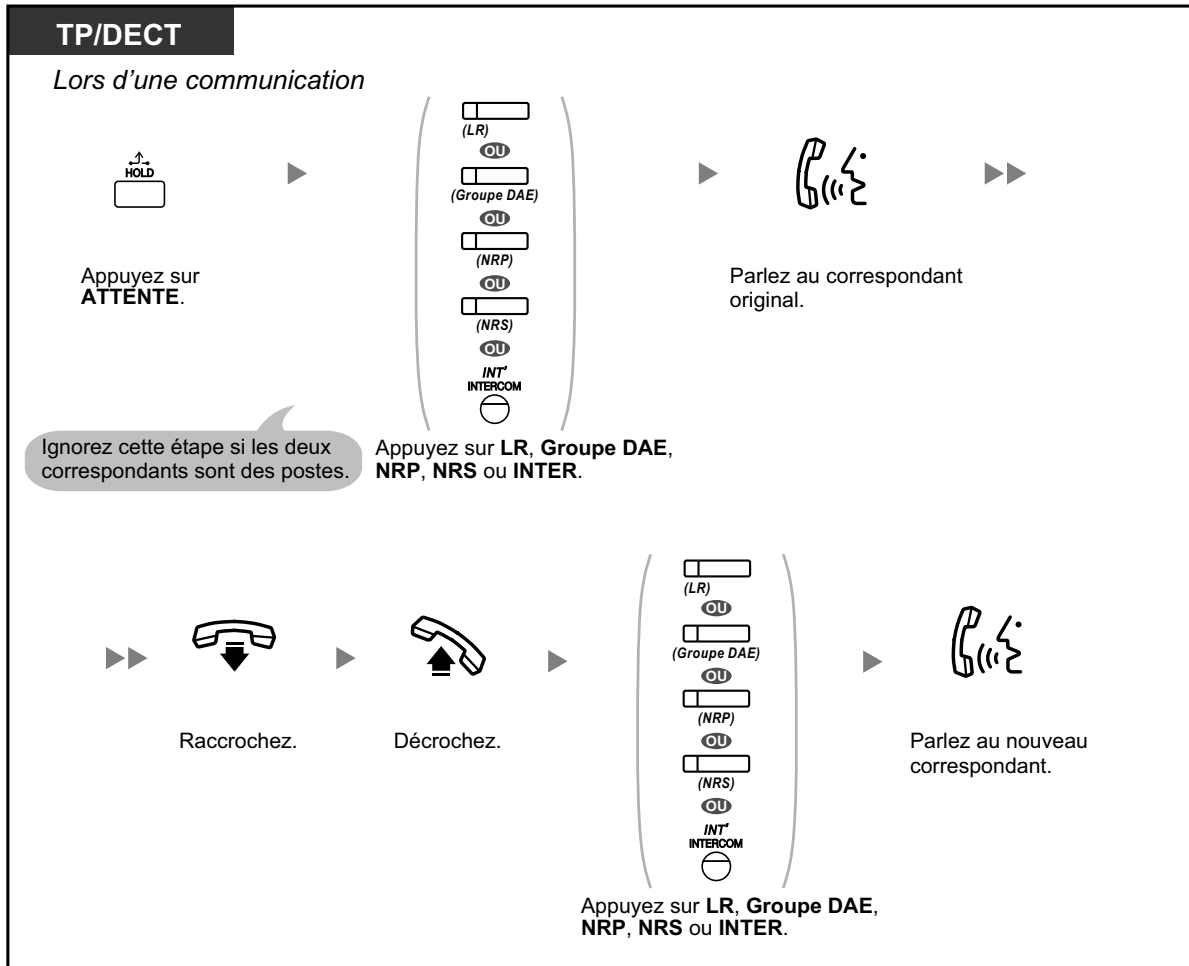 TP/DECT
Lors d’une communication
HOLD
Appuyez sur
ATTENTE.
(LR)
OU
(Groupe DAE)
OU
(NRP)
OU
(NRS)
OU
INT'
INTERCOM
Ignorez cette étape si les deux
correspondants sont des postes.
Appuyez sur LR, Groupe DAE,
NRP, NRS ou INTER.
Parlez au correspondant
original.
Raccrochez.
Décrochez.
(LR)
OU
(Groupe DAE)
OU
(NRP)
OU
(NRS)
OU
INT'
INTERCOM
Appuyez sur LR, Groupe DAE,
NRP, NRS ou INTER.
Parlez au nouveau
correspondant.